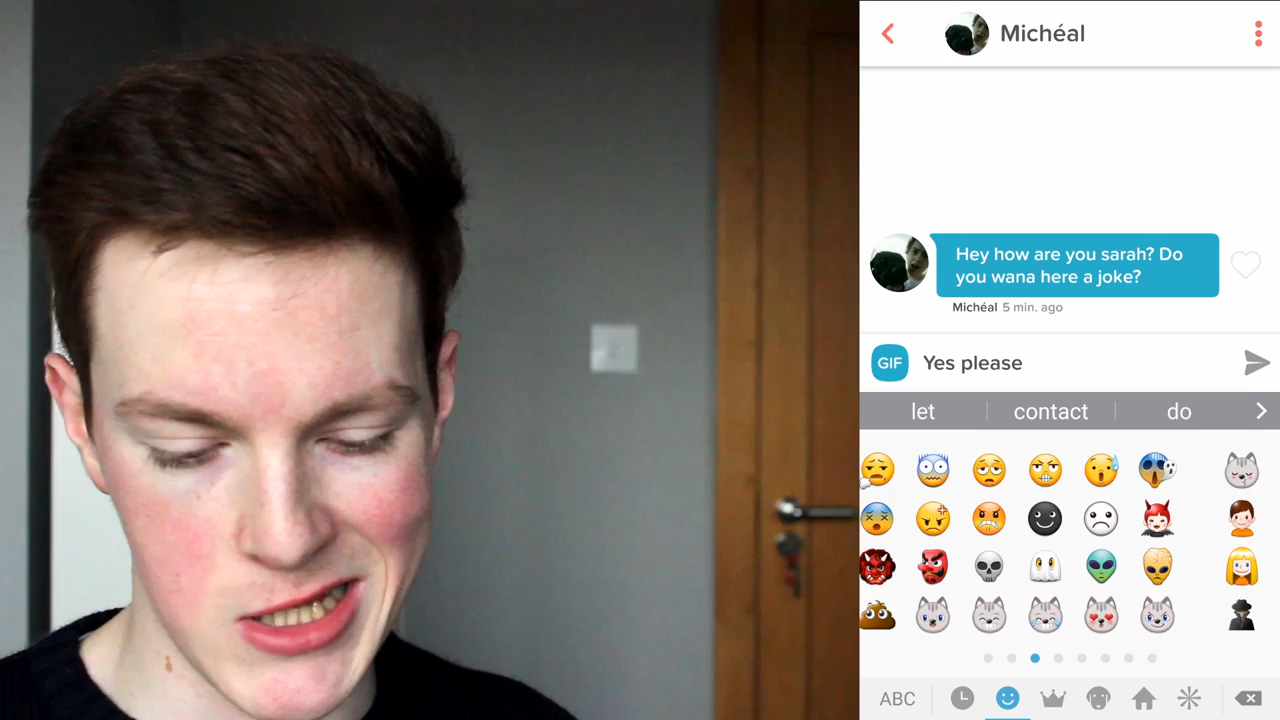 Michéal
Hey how are you sarah? Do
you wana here a joke?
Michéal 5 min. ago
GIF Yes please
let contact do
ABC